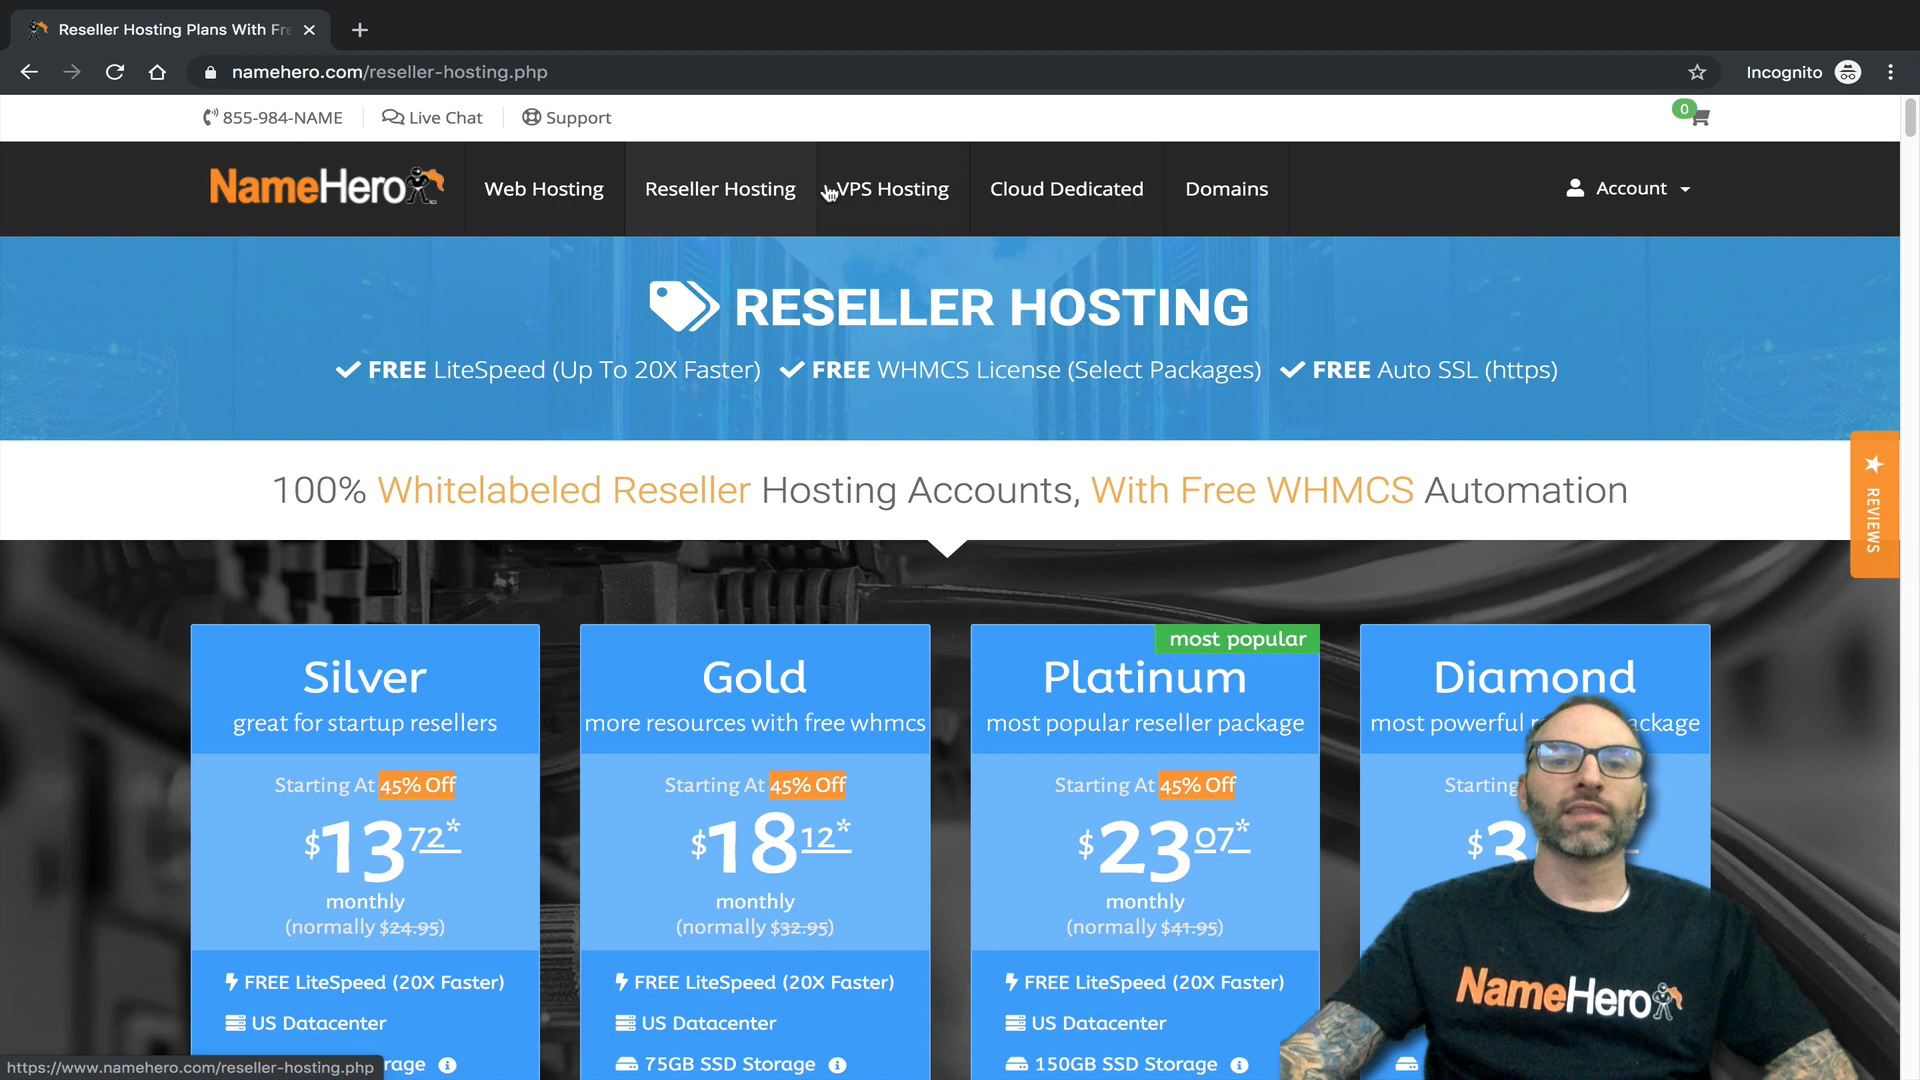 Reseller Hosting Plans With Fre
namehero.com/reseller-hosting.php
Incognito
855-984-NAME
Live Chat
Support
0
NameHero
Web Hosting
Reseller Hosting
VPS Hosting
Cloud Dedicated
Domains
Account
RESELLER HOSTING
FREE LiteSpeed (Up To 20X Faster) FREE WHMCS License (Select Packages) FREE Auto SSL (https)
100% Whitelabeled Reseller Hosting Accounts, With Free WHMCS Automation
REVIEWS
Silver
great for startup resellers
Starting At 45% Off
$13 72*
monthly
(normally $24.95)
FREE LiteSpeed (20X Faster)
US Datacenter
Gold
more resources with free whmcs
Starting At 45% Off
$18 12*
monthly
(normally $32.95)
FREE LiteSpeed (20X Faster)
US Datacenter
75GB SSD Storage
most popular
Platinum
most popular reseller package
Starting At 45% Off
$23 07*
monthly
(normally $41.95)
FREE LiteSpeed (20X Faster)
US Datacenter
150GB SSD Storage
Diamond
most powerful
Starting
$3
NameHero
https://www.namehero.com/reseller-hosting.php